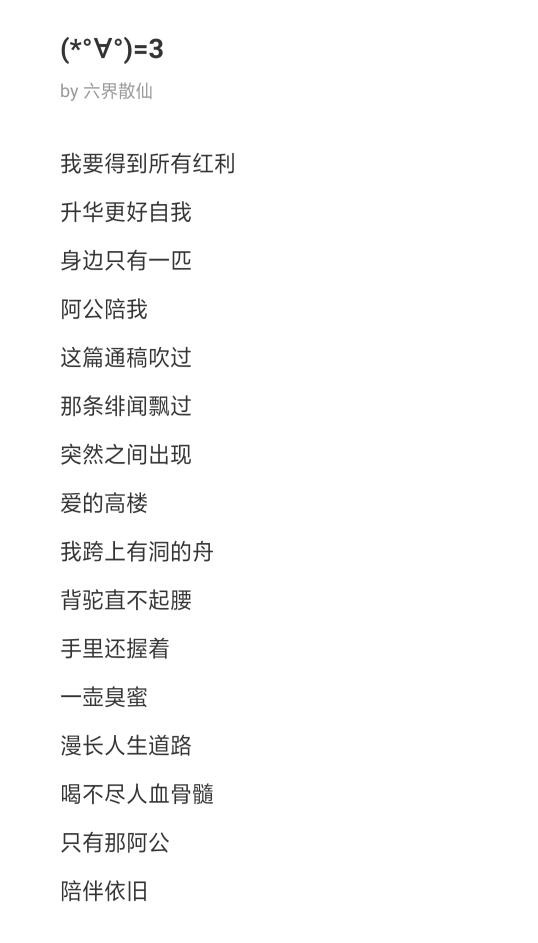 (*°∀°)=3
by 六界散仙
我要得到所有红利
升华更好自我
身边只有一匹
阿公陪我
这篇通稿吹过
那条绯闻飘过
突然之间出现
爱的高楼
我跨上有洞的舟
背驼直不起腰
手里还握着
一壶臭蜜
漫长人生道路
喝不尽人血骨髓
只有那阿公
陪伴依旧